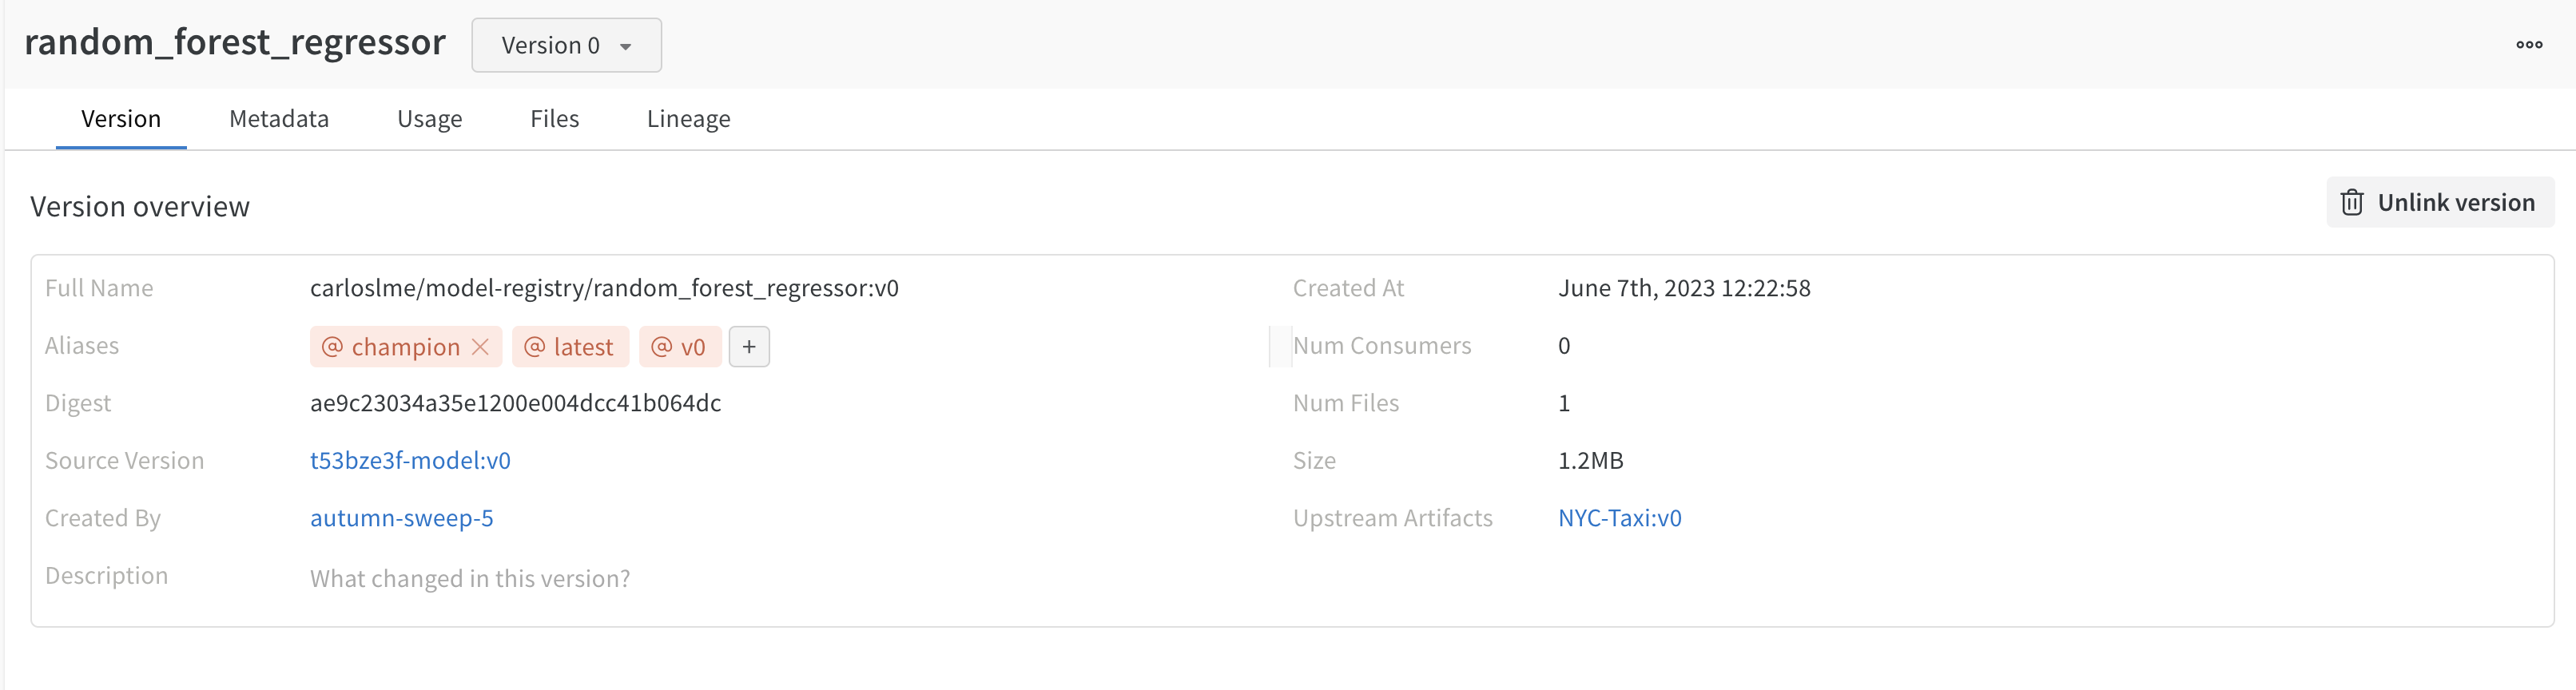 random_forest_regressor Version 0
Version Metadata Usage Files Lineage
Version overview Unlink version
Full Name carloslme/model-registry/random_forest_regressor:v0 Created At June 7th, 2023 12:22:58
Aliases @ champion @ latest @ v0 + Num Consumers 0
Digest ae9c23034a35e1200e004dcc41b064dc Num Files 1
Source Version t53bze3f-model:v0 Size 1.2MB
Created By autumn-sweep-5 Upstream Artifacts NYC-Taxi:v0
Description What changed in this version?